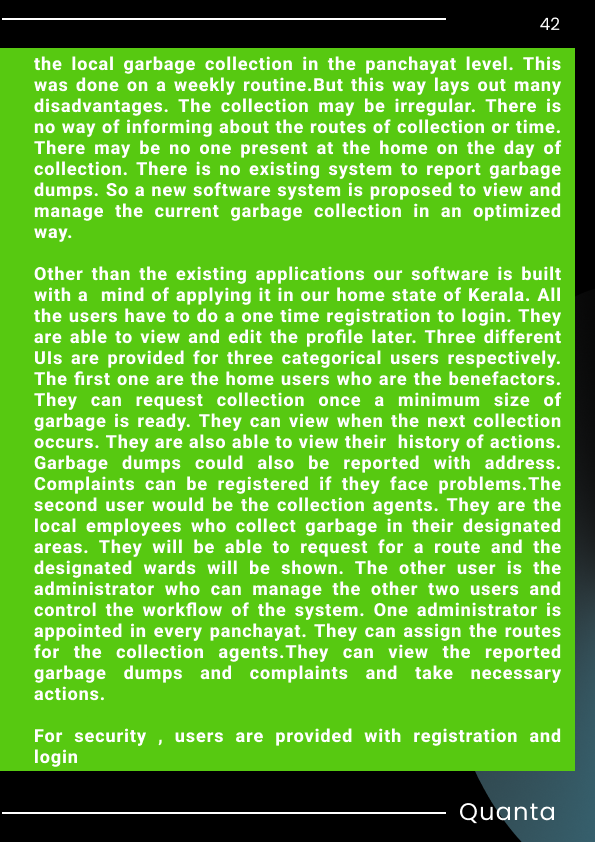 42
the local garbage collection in the panchayat level. This
was done on a weekly routine.But this way lays out many
disadvantages. The collection may be irregular. There is
no way of informing about the routes of collection or time.
There may be no one present at the home on the day of
collection. There is no existing system to report garbage
dumps. So a new software system is proposed to view and
manage the current garbage collection in an optimized
way.
Other than the existing applications our software is built
with a  mind of applying it in our home state of Kerala. All
the users have to do a one time registration to login. They
are able to view and edit the profile later. Three different
UIs are provided for three categorical users respectively.
The first one are the home users who are the benefactors.
They can request collection once a minimum size of
garbage is ready. They can view when the next collection
occurs. They are also able to view their  history of actions.
Garbage dumps could also be reported with address.
Complaints can be registered if they face problems.The
second user would be the collection agents. They are the
local employees who collect garbage in their designated
areas. They will be able to request for a route and the
designated wards will be shown. The other user is the
administrator who can manage the other two users and
control the workflow of the system. One administrator is
appointed in every panchayat. They can assign the routes
for the collection agents.They can view the reported
garbage dumps and complaints and take necessary
actions.
For security , users are provided with registration and
login
Quanta